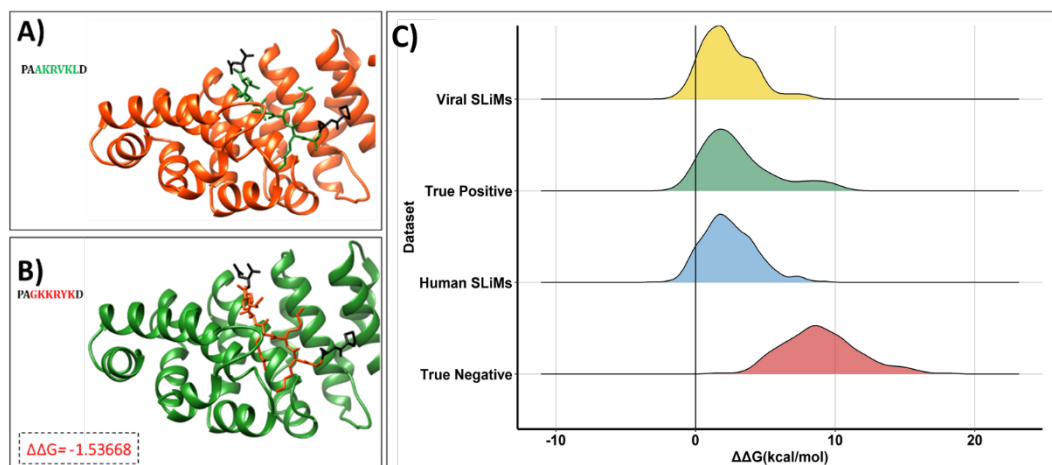 A)
PAAKRVKLD
B)
PAGKKRYKD
ΔΔG= -1.53668
C)
Dataset
Viral SLiMs
True Positive
Human SLiMs
True Negative
-10
0
10
20
ΔΔG(kcal/mol)